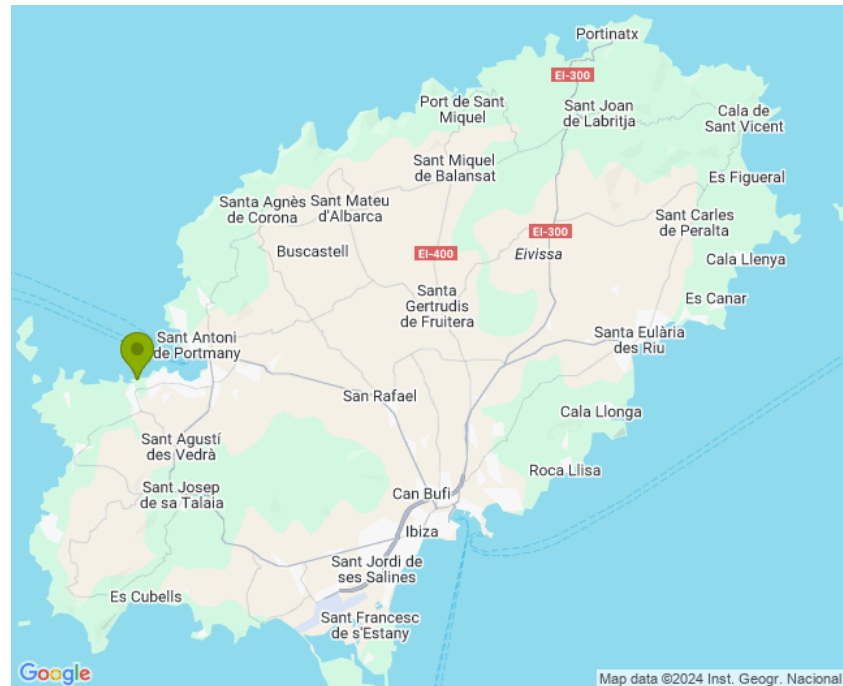 Portinatx
EI-300
Port de Sant
Miquel
Sant Joan
de Labritja
Cala de
Sant Vicent
Sant Miquel
de Balansat
Es Figueral
Santa Agnès
de Corona
Sant Mateu
d'Albarca
Sant Carles
de Peralta
EI-300
Buscastell
EI-400
Eivissa
Cala Llenya
Santa
Gertrudis
de Fruitera
Es Canar
Sant Antoni
de Portmany
Santa Eulària
des Riu
San Rafael
Cala Llonga
Sant Agustí
des Vedrà
Roca Llisa
Sant Josep
de sa Talaia
Can Bufi
Ibiza
Sant Jordi de
ses Salines
Es Cubells
Sant Francesc
de s'Estany
Google
Map data ©2024 Inst. Geogr. Nacional